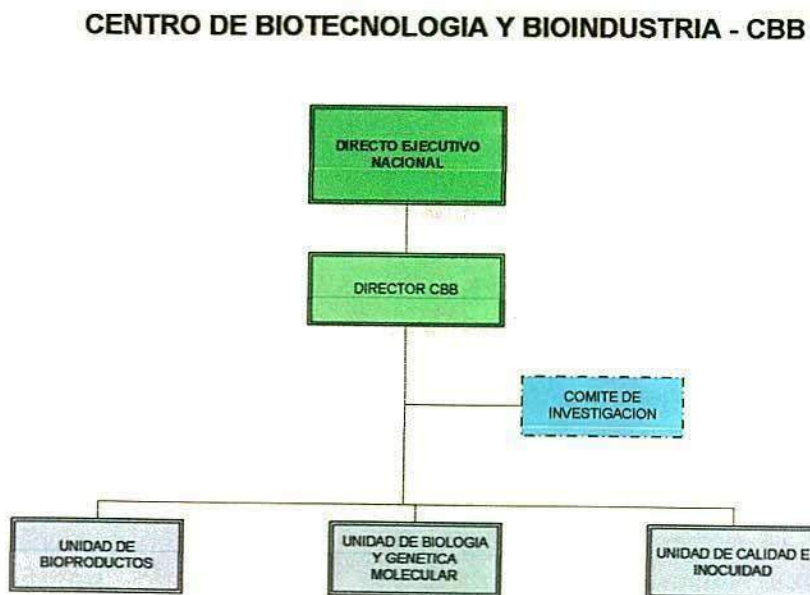 CENTRO DE BIOTECNOLOGIA Y BIOINDUSTRIA - CBB
DIRECTO EJECUTIVO
NACIONAL
DIRECTOR CBB
COMITE DE
INVESTIGACION
UNIDAD DE
BIOPRODUCTOS
UNIDAD DE BIOLOGIA
Y GENETICA
MOLECULAR
UNIDAD DE CALIDAD E
INOCUIDAD